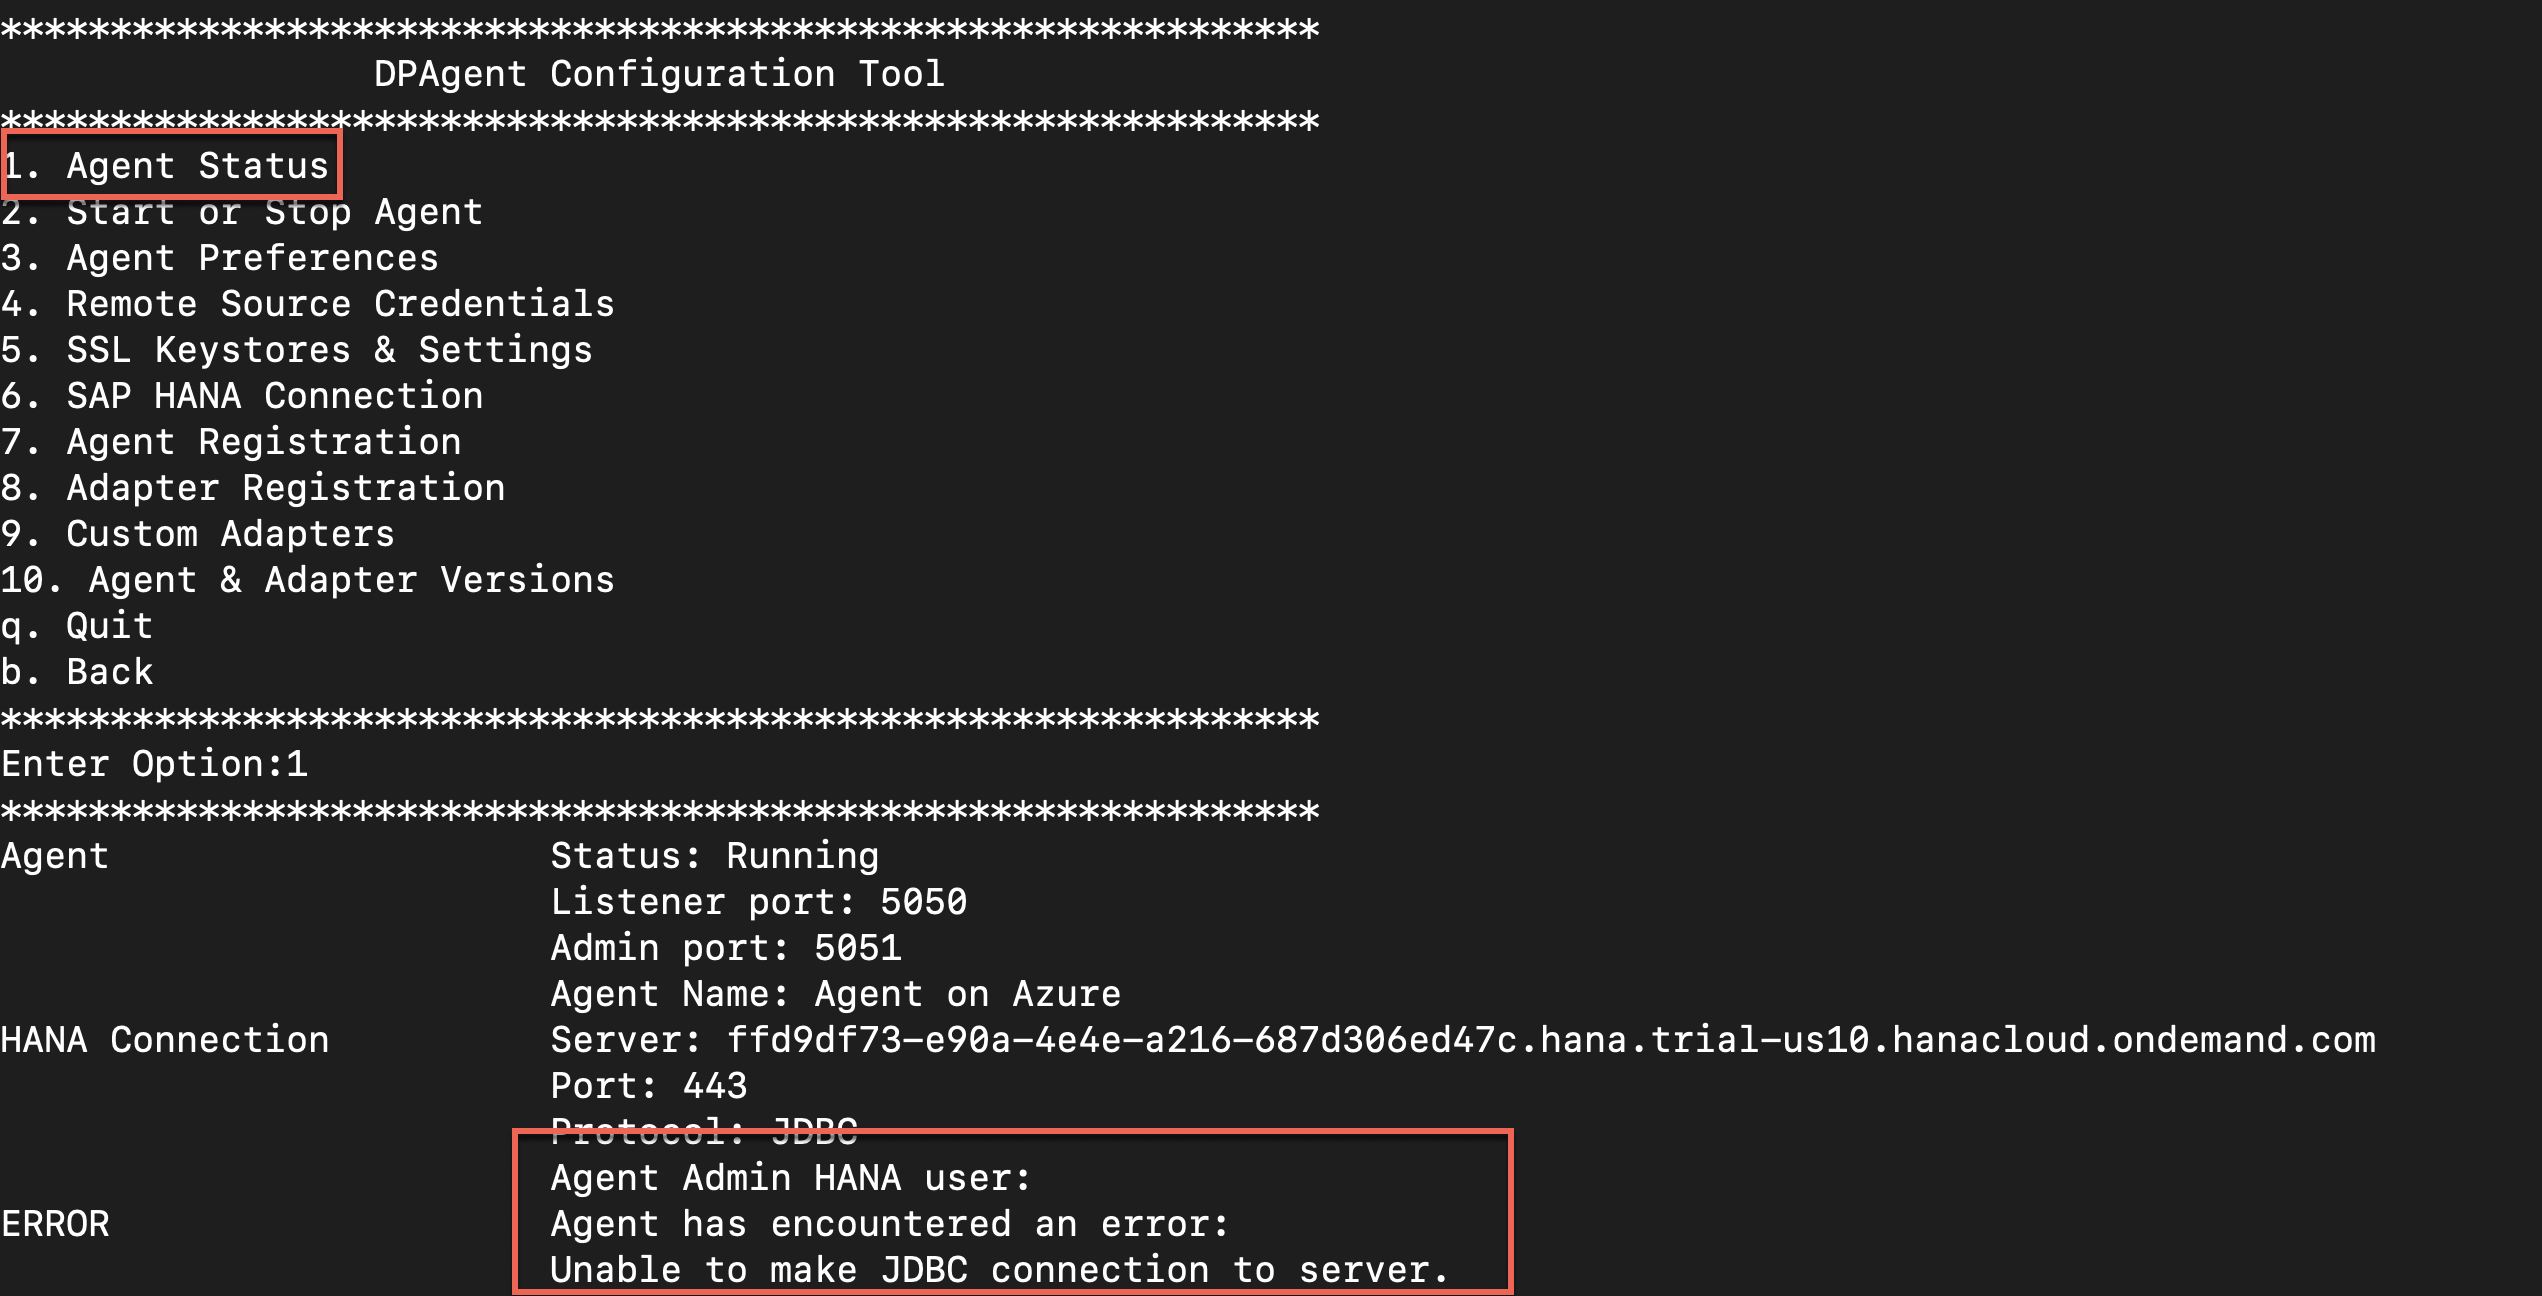 ************************************************************
DPAgent Configuration Tool
************************************************************
1. Agent Status
2. Start or Stop Agent
3. Agent Preferences
4. Remote Source Credentials
5. SSL Keystores & Settings
6. SAP HANA Connection
7. Agent Registration
8. Adapter Registration
9. Custom Adapters
10. Agent & Adapter Versions
q. Quit
b. Back
************************************************************
Enter Option:1
************************************************************
Agent Status: Running
Listener port: 5050
Admin port: 5051
Agent Name: Agent on Azure
HANA Connection Server: ffd9df73-e90a-4e4e-a216-687d306ed47c.hana.trial-us10.hanacloud.ondemand.com
Port: 443
Protocol: JDBC
Agent Admin HANA user:
ERROR Agent has encountered an error:
Unable to make JDBC connection to server.